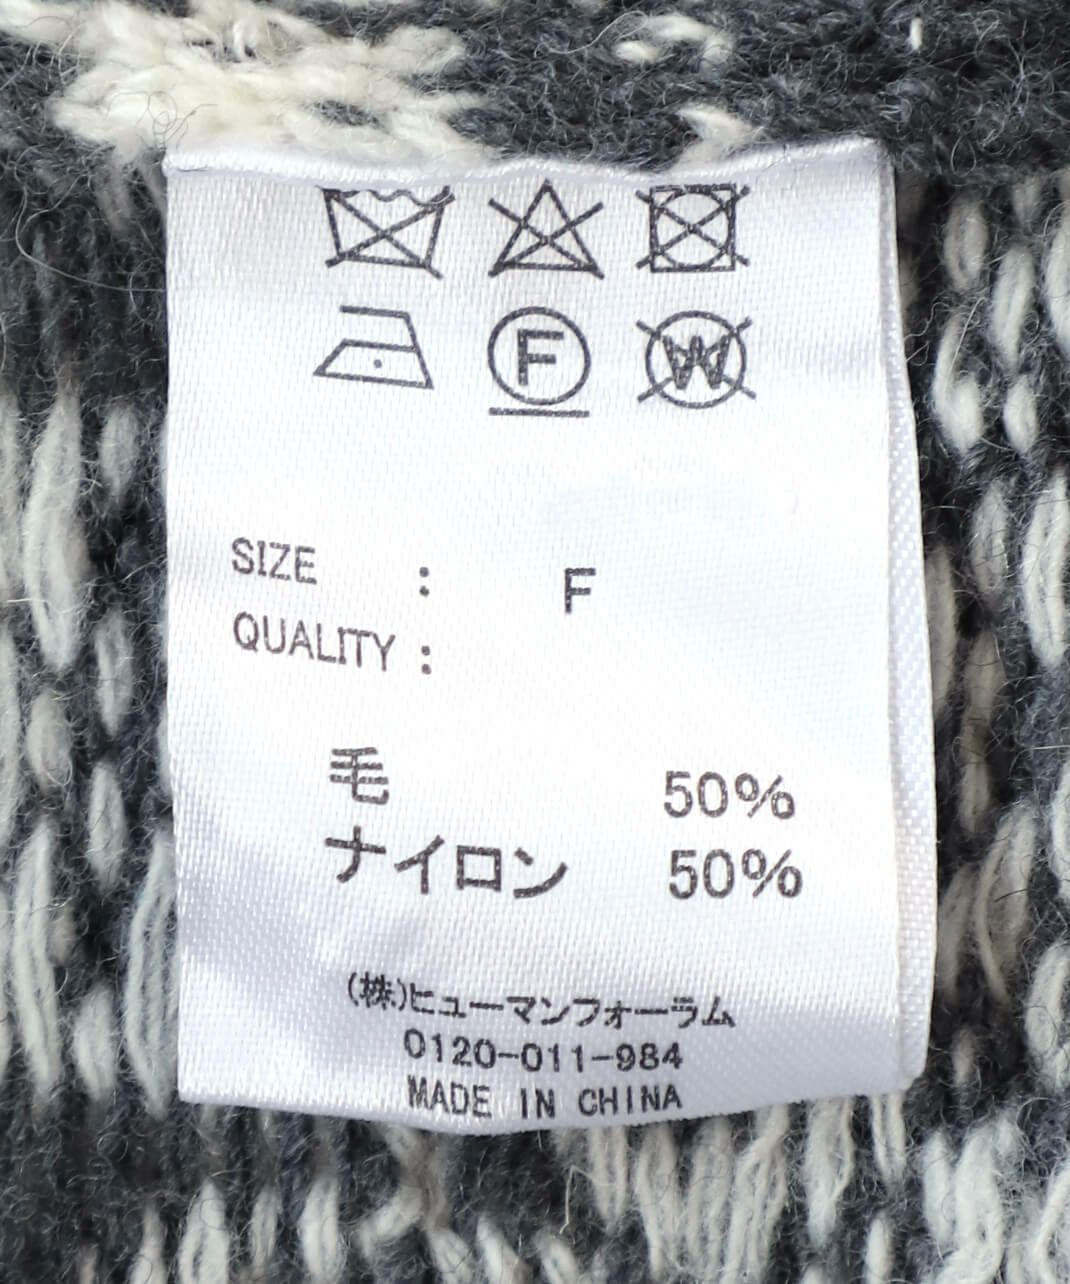 F W
SIZE : F
QUALITY :
毛 50%
ナイロン 50%
(株)ヒューマンフォーラム
0120-011-984
MADE IN CHINA